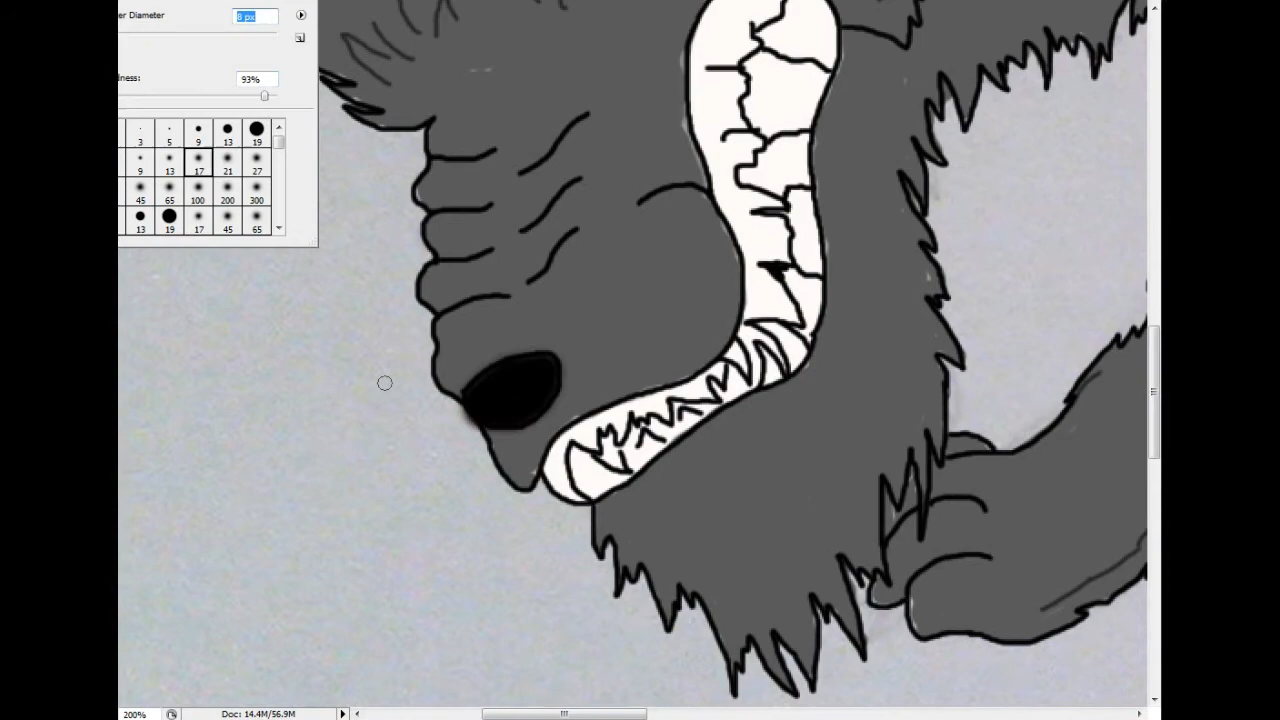 er Diameter 8 px
ness: 93%
3 5 9 13 19
9 13 17 21 27
45 65 100 200 300
13 19 17 45 65
200% Doc: 14.4M/56.9M